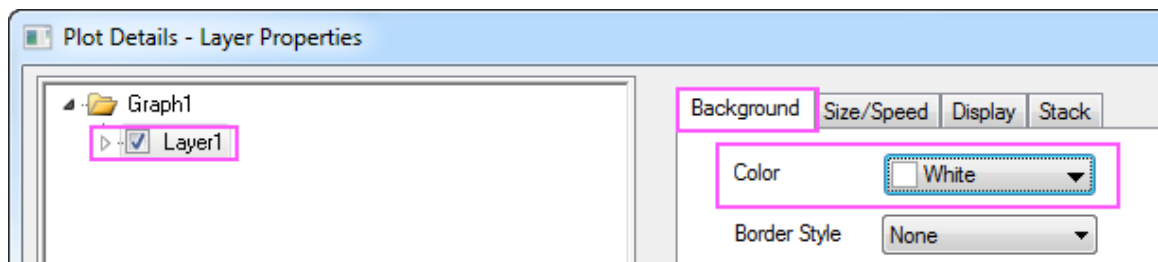 Plot Details - Layer Properties
Graph1
Layer1
Background Size/Speed Display Stack
Color White
Border Style None